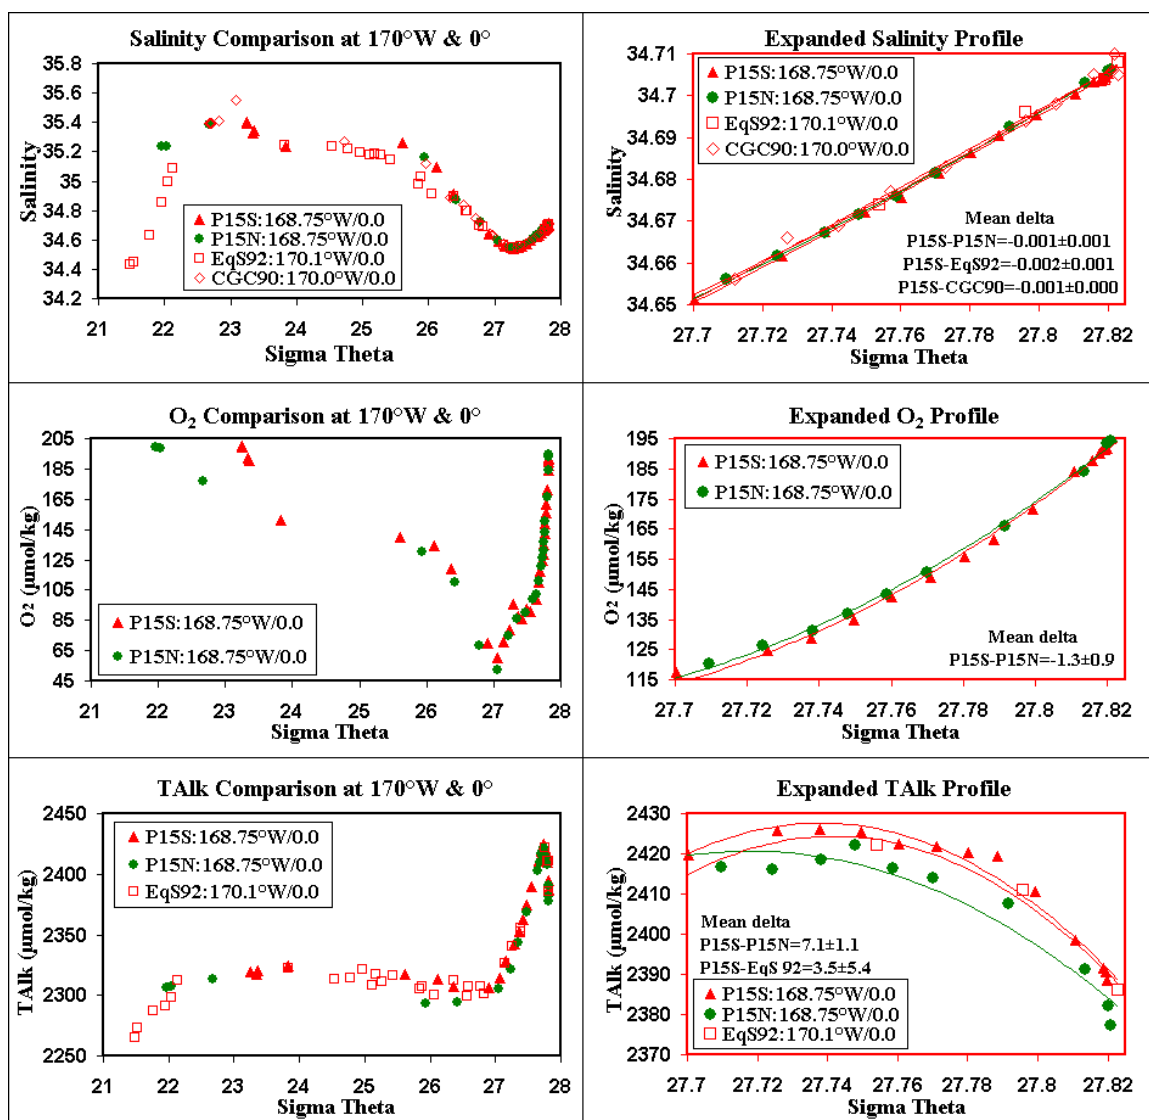 Salinity Comparison at 170°W & 0°
Salinity
35.8
35.6
35.4
35.2
35
34.8
34.6
34.4
34.2
P15S:168.75°W/0.0
P15N:168.75°W/0.0
EqS92:170.1°W/0.0
CGC90:170.0°W/0.0
21 22 23 24 25 26 27 28
Sigma Theta
Expanded Salinity Profile
Salinity
34.71
34.7
34.69
34.68
34.67
34.66
34.65
P15S:168.75°W/0.0
P15N:168.75°W/0.0
EqS92:170.1°W/0.0
CGC90:170.0°W/0.0
Mean delta
P15S-P15N=-0.001±0.001
P15S-EqS92=-0.002±0.001
P15S-CGC90=-0.001±0.000
27.7 27.72 27.74 27.76 27.78 27.8 27.82
Sigma Theta
O₂ Comparison at 170°W & 0°
O₂ (μmol/kg)
205
185
165
145
125
105
85
65
45
P15S:168.75°W/0.0
P15N:168.75°W/0.0
21 22 23 24 25 26 27 28
Sigma Theta
Expanded O₂ Profile
O₂ (μmol/kg)
195
185
175
165
155
145
135
125
115
P15S:168.75°W/0.0
P15N:168.75°W/0.0
Mean delta
P15S-P15N=-1.3±0.9
27.7 27.72 27.74 27.76 27.78 27.8 27.82
Sigma Theta
TAlk Comparison at 170°W & 0°
TAlk (μmol/kg)
2450
2400
2350
2300
2250
P15S:168.75°W/0.0
P15N:168.75°W/0.0
EqS92:170.1°W/0.0
21 22 23 24 25 26 27 28
Sigma Theta
Expanded TAlk Profile
TAlk (μmol/kg)
2430
2420
2410
2400
2390
2380
2370
Mean delta
P15S-P15N=7.1±1.1
P15S-EqS 92=3.5±5.4
P15S:168.75°W/0.0
P15N:168.75°W/0.0
EqS92:170.1°W/0.0
27.7 27.72 27.74 27.76 27.78 27.8 27.82
Sigma Theta